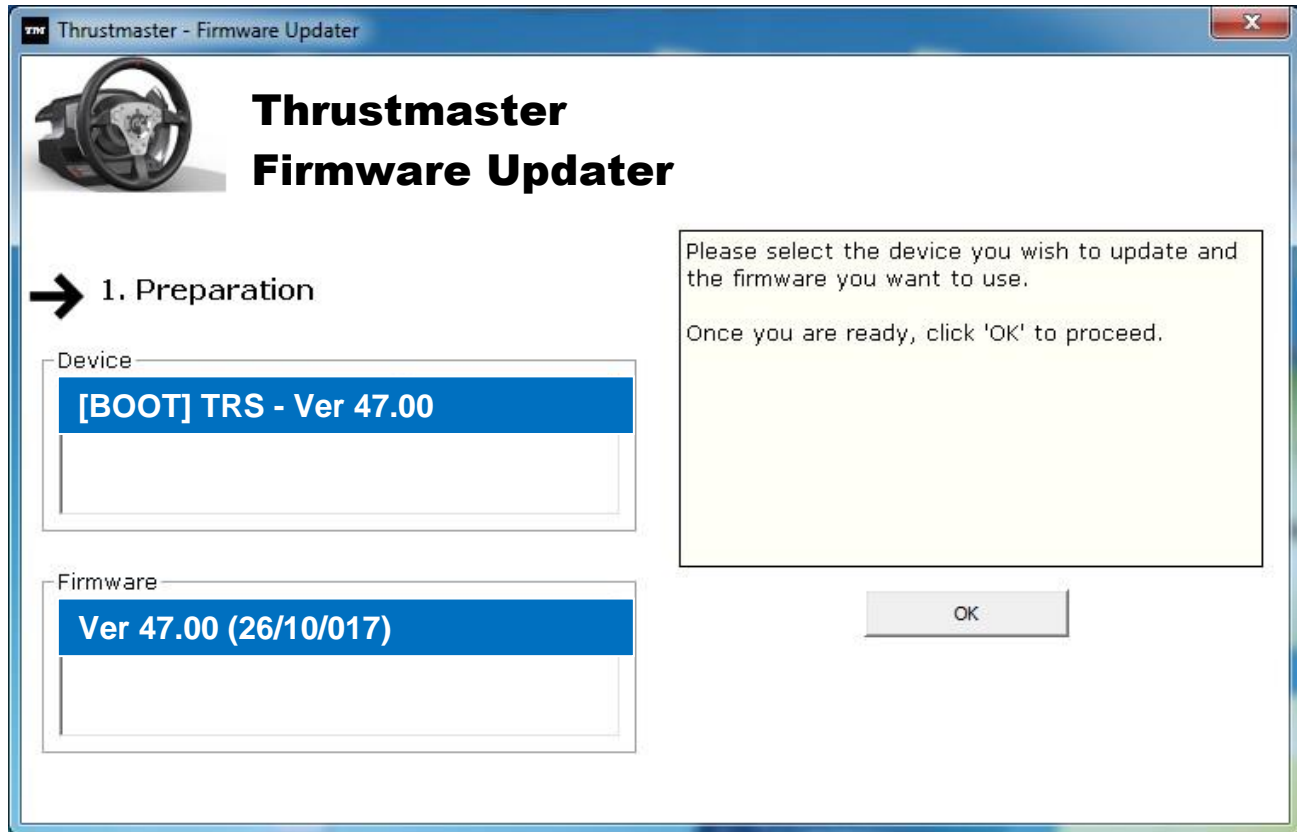 TM Thrustmaster - Firmware Updater
Thrustmaster
Firmware Updater
1. Preparation
Please select the device you wish to update and
the firmware you want to use.
Once you are ready, click 'OK' to proceed.
Device
[BOOT] TRS - Ver 47.00
Firmware
Ver 47.00 (26/10/017)
OK